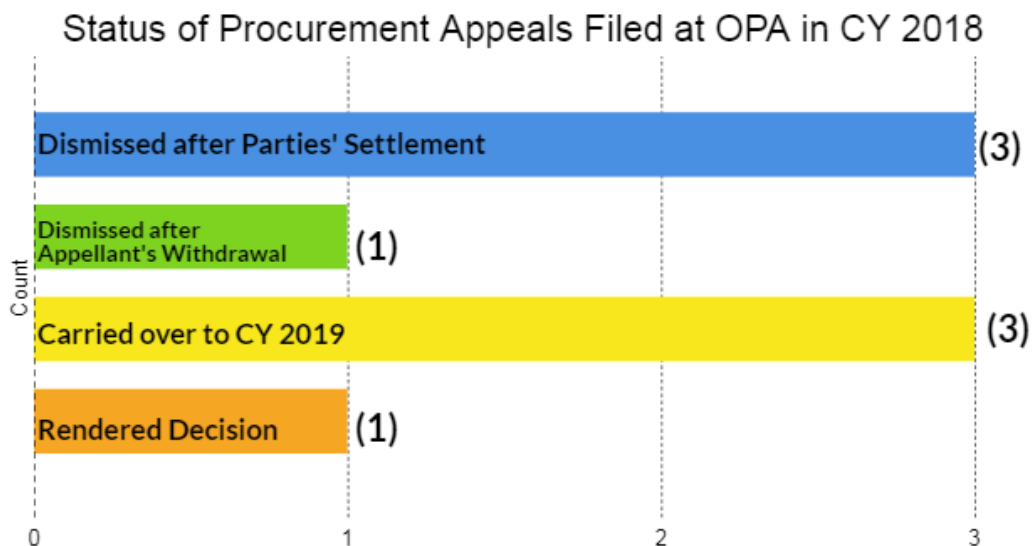 Status of Procurement Appeals Filed at OPA in CY 2018
Dismissed after Parties' Settlement
(3)
Dismissed after
Appellant's Withdrawal
(1)
Count
Carried over to CY 2019
(3)
Rendered Decision
(1)
0 1 2 3